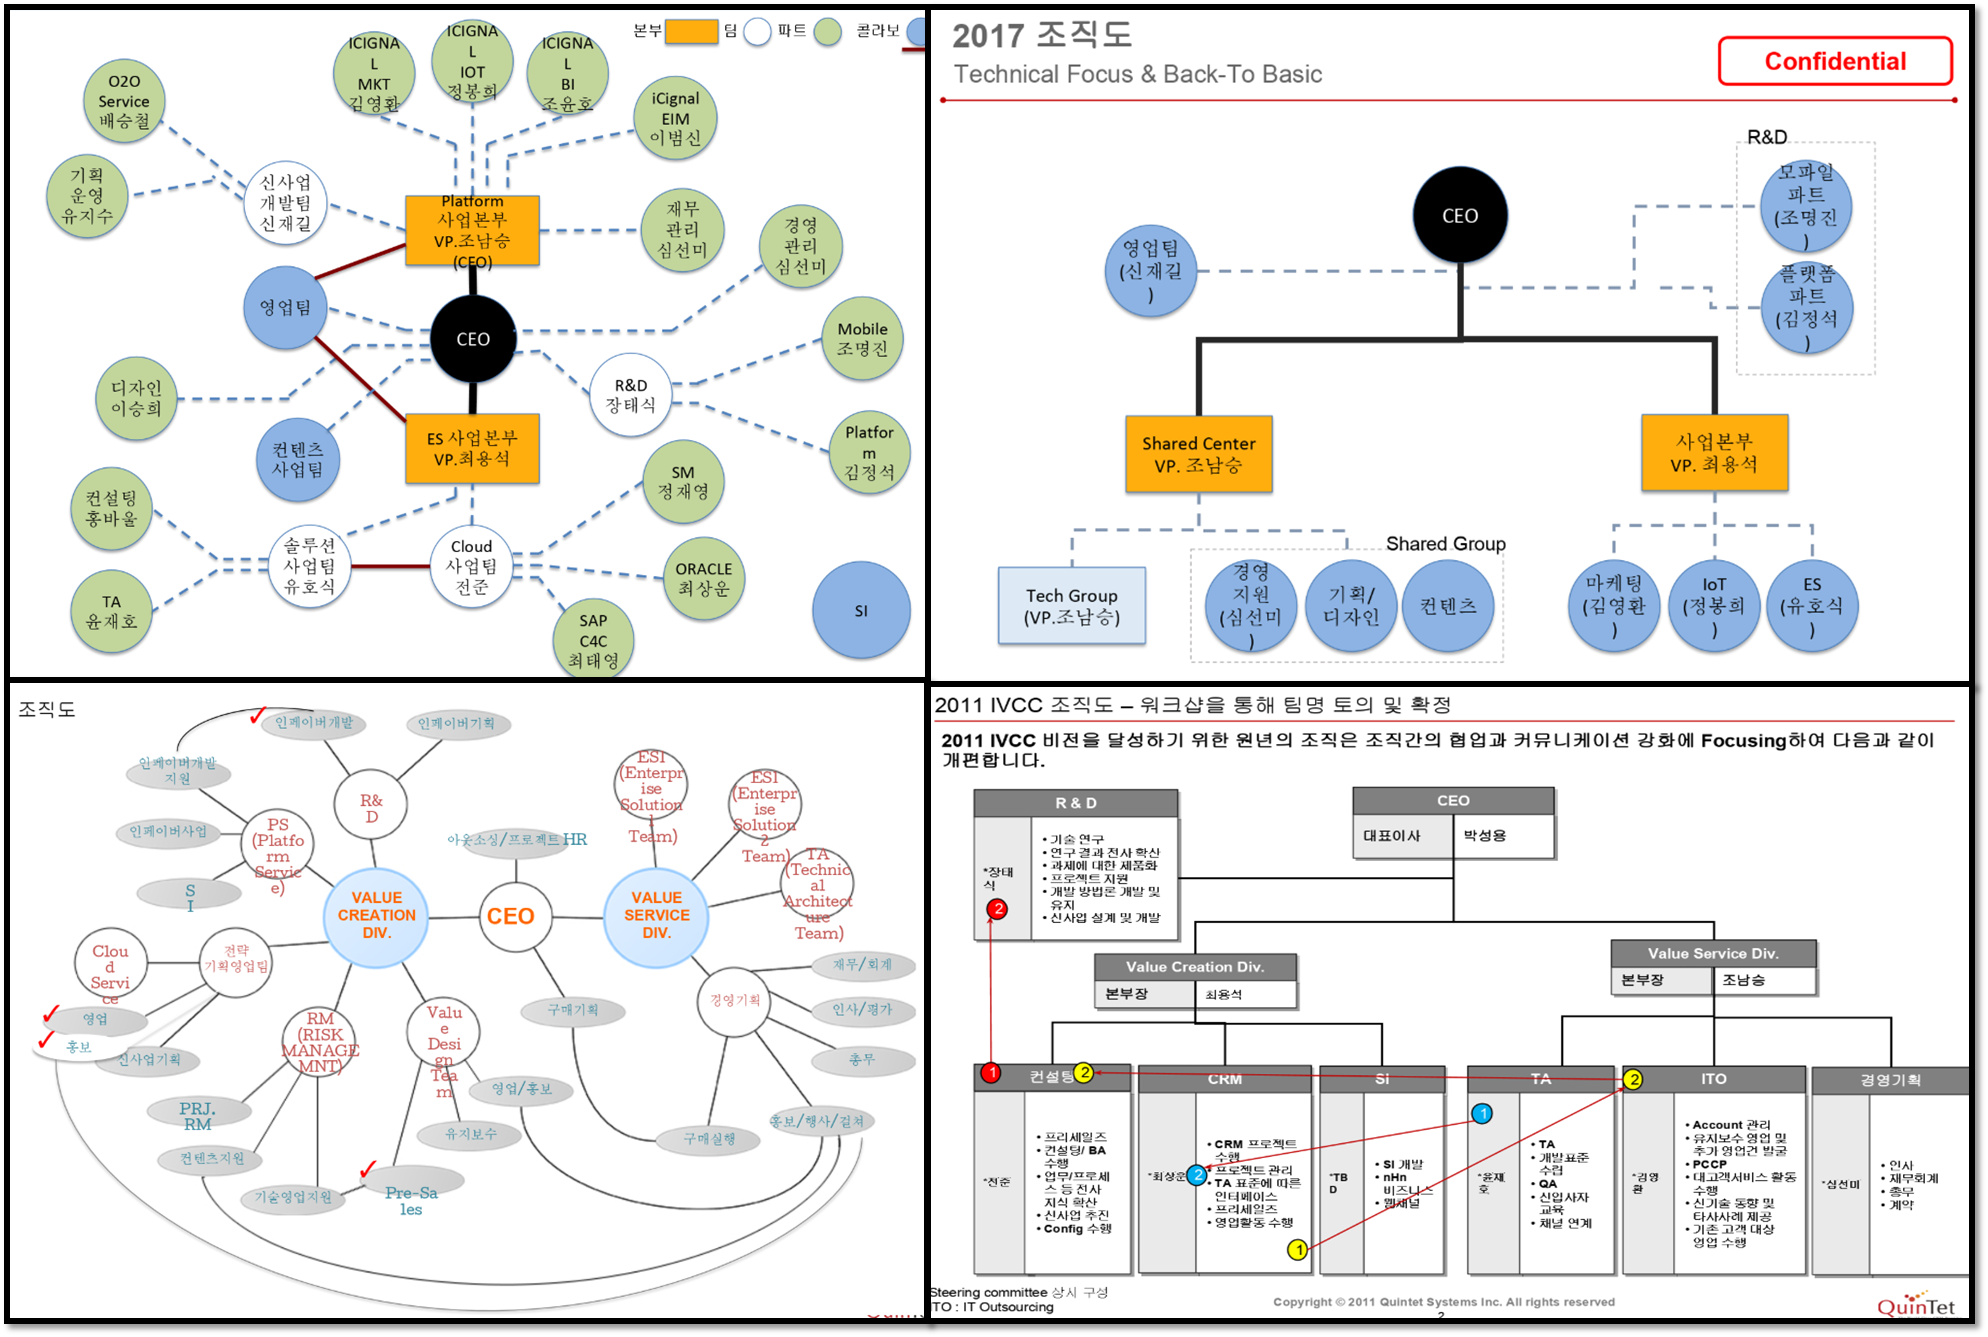 본부
팀
파트
콜라보
ICIGNA
L
MKT
김영환
ICIGNA
L
IOT
정봉희
ICIGNA
L
BI
조윤호
iCignal
EIM
이범신
O2O
Service
배승철
기획
운영
유지수
신사업
개발팀
신재길
Platform
사업본부
VP.조남승
(CEO)
재무
관리
심선미
경영
관리
심선미
영업팀
CEO
Mobile
조명진
R&D
장태식
디자인
이승희
컨텐츠
사업팀
ES 사업본부
VP.최용석
Platfor
m
김정석
SM
정재영
컨설팅
홍바울
솔루션
사업팀
유호식
Cloud
사업팀
전준
ORACLE
최상운
TA
윤재호
SAP
C4C
최태영
SI
2017 조직도
Technical Focus & Back-To Basic
Confidential
R&D
모파일
파트
(조명진
)
플랫폼
파트
(김정석
)
CEO
영업팀
(신재길
)
Shared Center
VP. 조남승
사업본부
VP. 최용석
Shared Group
Tech Group
(VP.조남승)
경영
지원
(심선미
)
기획/
디자인
컨텐츠
마케팅
(김영환
)
IoT
(정봉희
)
ES
(유호식
)
조직도
인페이버개발
인페이버기획
인페이버개발
지원
R&
D
인페이버사업
PS
(Platfo
rm
Servic
e)
S
I
아웃소싱/프로젝트HR
ESI
(Enterpr
ise
Solution
1
Team)
ESI
(Enterpr
ise
Solution
2
Team)
TA
(Technic
al
Architect
ure
Team)
VALUE
CREATION
DIV.
CEO
VALUE
SERVICE
DIV.
Clou
d
Servi
ce
전략
기획영업팀
영업
홍보
신사업기획
RM
(RISK
MANAGE
MNT)
Valu
e
Desi
gn
Tea
m
구매기획
경영기획
재무/회계
인사/평가
총무
PRJ.
RM
컨텐츠지원
기술영업지원
Pre-Sa
les
유지보수
영업/홍보
구매실행
홍보/행사/길쳐
2011 IVCC 조직도 – 워크샵을 통해 팀명 토의 및 확정
2011 IVCC 비전을 달성하기 위한 원년의 조직은 조직간의 협업과 커뮤니케이션 강화에 Focusing하여 다음과 같이
개편합니다.
R & D
*장태
식
2
• 기술 연구
• 연구 결과 전사 확산
• 과제에 대한 제품화
• 프로젝트 지원
• 개발 방법론 개발 및
유지
• 신사업 설계 및 개발
CEO
대표이사
박성용
Value Creation Div.
본부장
최용석
Value Service Div.
본부장
조남승
1
컨설팅
2
*전준
• 프리세일즈
• 컨설팅/ BA
수행
• 업무/프로세
스 등 전사
지식 확산
• 신사업 추진
• Config 수행
CRM
*최상운
2
• CRM 프로젝트
수행
• 프로젝트 관리
• TA 표준에 따른
인터페이스
• 프리세일즈
• 영업활동 수행
1
SI
*TB
D
• SI 개발
• nHn
비즈니스
• 웹채널
TA
1
*윤재
호
• TA
• 개발표준
수립
• QA
• 신입사자
교육
• 채널 연계
2
ITO
*김영
환
• Account 관리
• 유지보수 영업 및
추가 영업건 발굴
• PCCP
• 대고객서비스 활동
수행
• 신기술 동향 및
타사사례 제공
• 기존 고객 대상
영업 수행
경영기획
*심선미
• 인사
• 재무회계
• 총무
• 계약
Steering committee 상시 구성
ITO : IT Outsourcing
Copyright © 2011 Quintet Systems Inc. All rights reserved
2
QuinTet